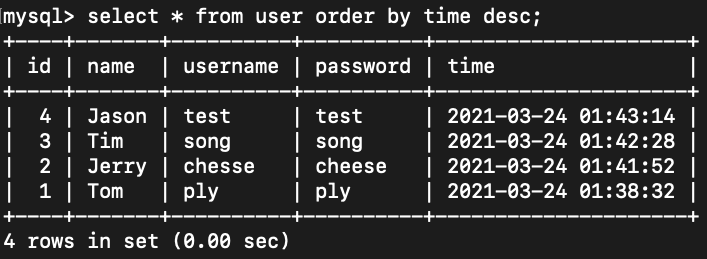 mysql> select * from user order by time desc;
+----+-------+----------+----------+---------------------+
| id | name  | username | password | time                |
+----+-------+----------+----------+---------------------+
|  4 | Jason | test     | test     | 2021-03-24 01:43:14 |
|  3 | Tim   | song     | song     | 2021-03-24 01:42:28 |
|  2 | Jerry | chesse   | cheese   | 2021-03-24 01:41:52 |
|  1 | Tom   | ply      | ply      | 2021-03-24 01:38:32 |
+----+-------+----------+----------+---------------------+
4 rows in set (0.00 sec)